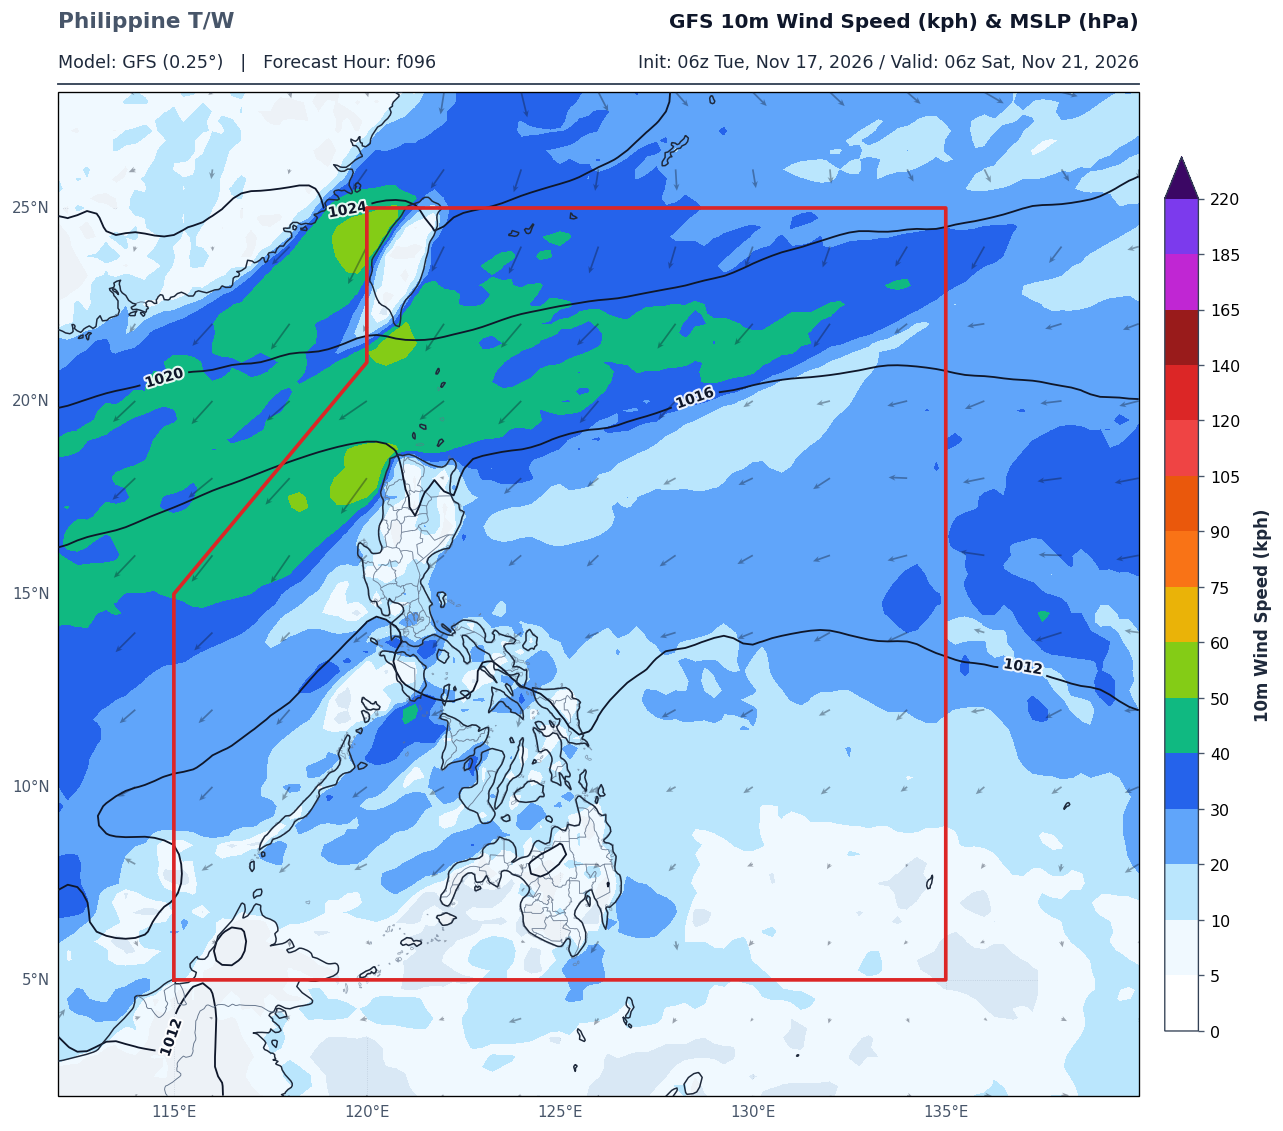 Philippine T/W
GFS 10m Wind Speed (kph) & MSLP (hPa)
Model: GFS (0.25°) | Forecast Hour: f096
Init: 06z Tue, Nov 17, 2026 / Valid: 06z Sat, Nov 21, 2026
25°N
20°N
15°N
10°N
5°N
1024
1020
1016
1012
1012
115°E
120°E
125°E
130°E
135°E
220
185
165
140
120
105
90
75
60
50
40
30
20
10
5
0
10m Wind Speed (kph)